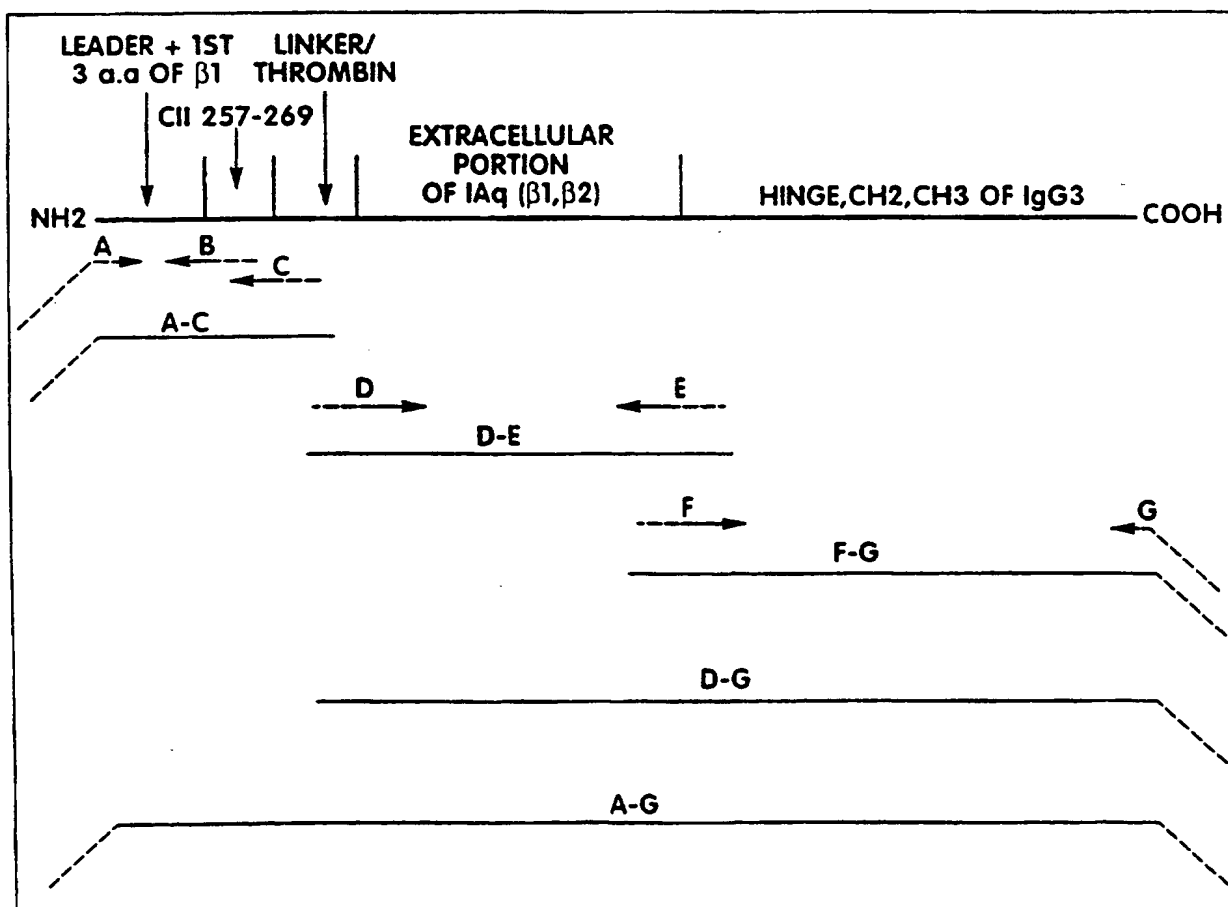 LEADER + 1ST
3 a.a OF β1
LINKER/
THROMBIN
CII 257-269
EXTRACELLULAR
PORTION
OF IAq (β1,β2)
HINGE,CH2,CH3 OF IgG3
NH2
COOH
A
B
C
A-C
D
E
D-E
F
G
F-G
D-G
A-G